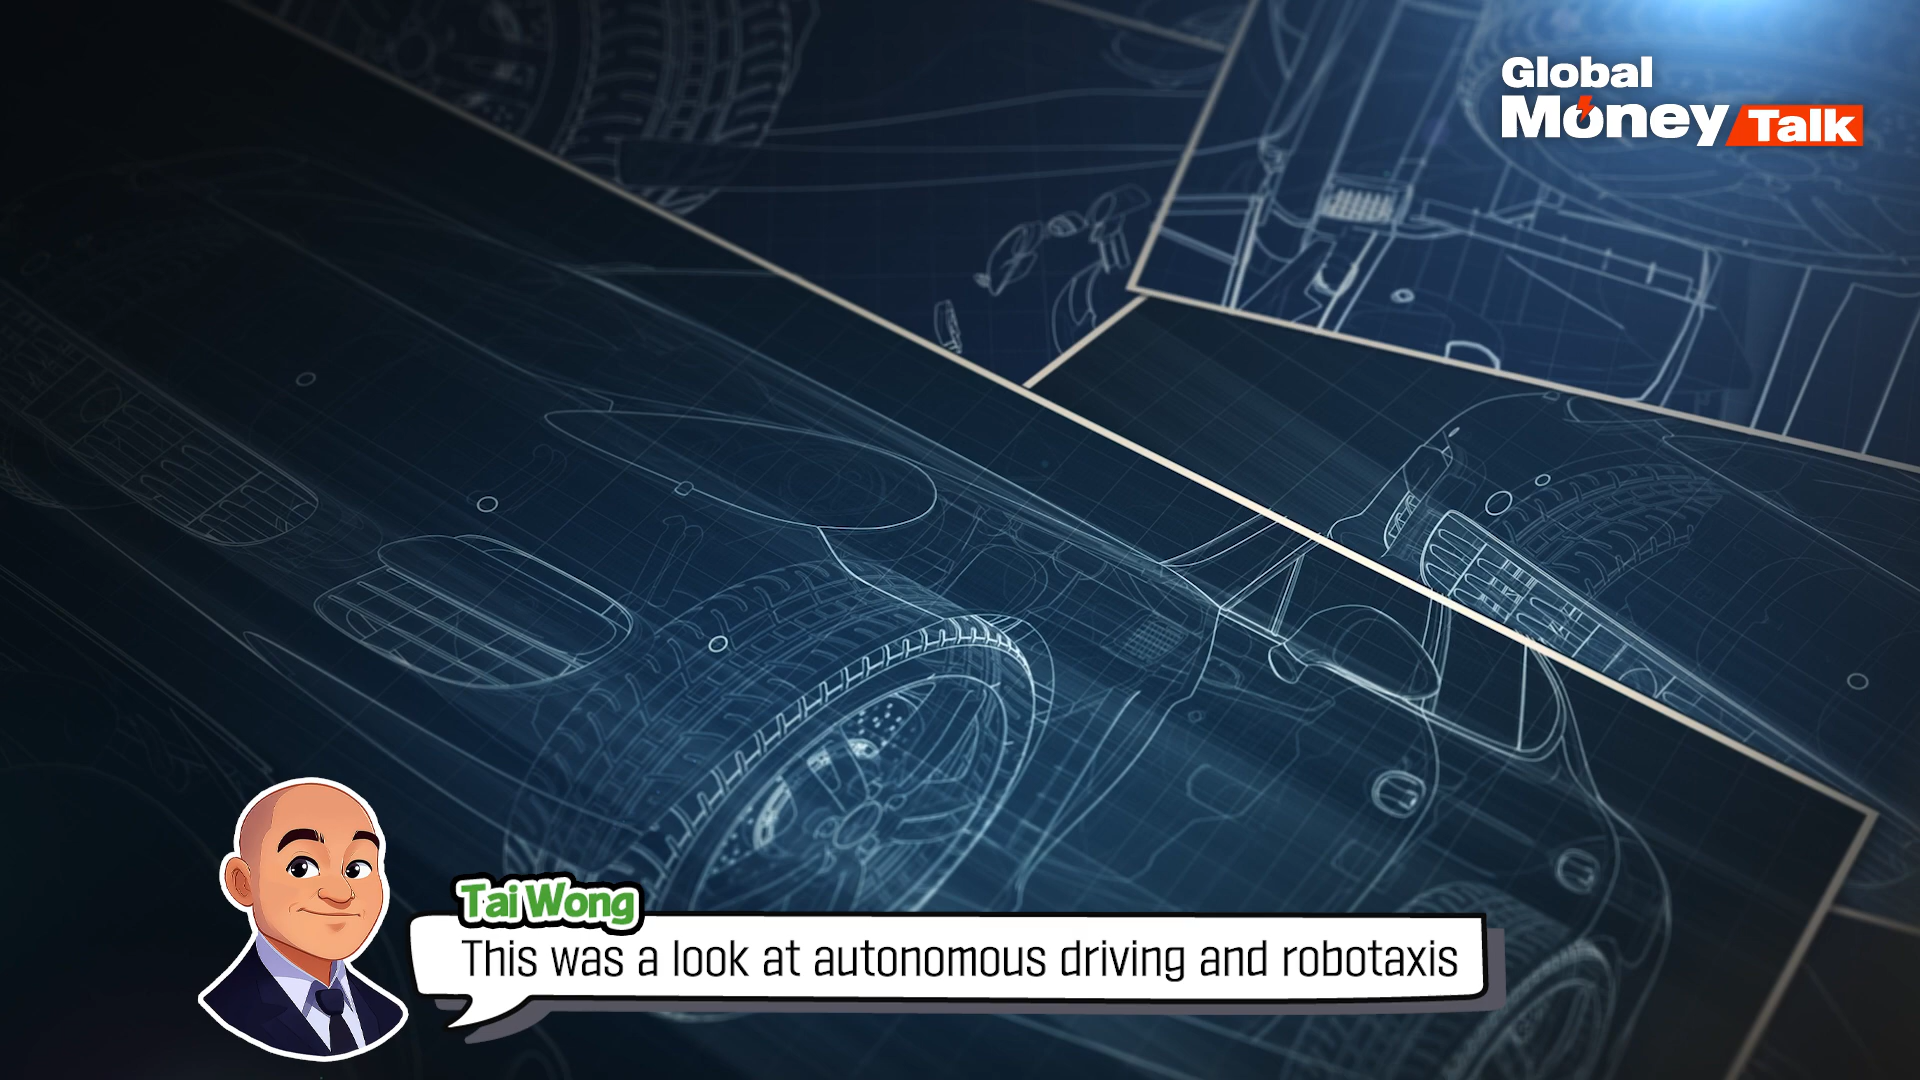 Global
Money Talk
Tai Wong
This was a look at autonomous driving and robotaxis